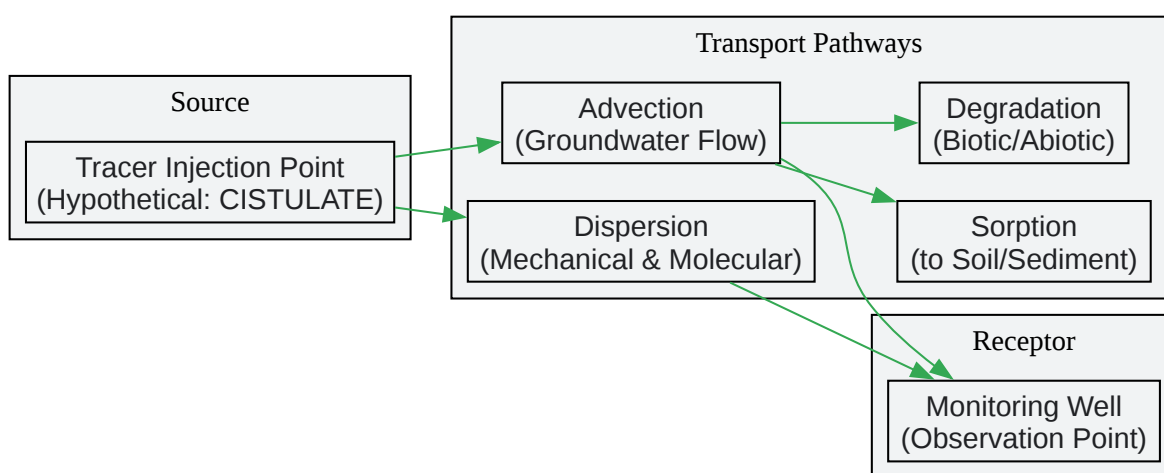 Source
Tracer Injection Point
(Hypothetical: CISTULATE)
Transport Pathways
Advection
(Groundwater Flow)
Degradation
(Biotic/Abiotic)
Dispersion
(Mechanical & Molecular)
Sorption
(to Soil/Sediment)
Receptor
Monitoring Well
(Observation Point)